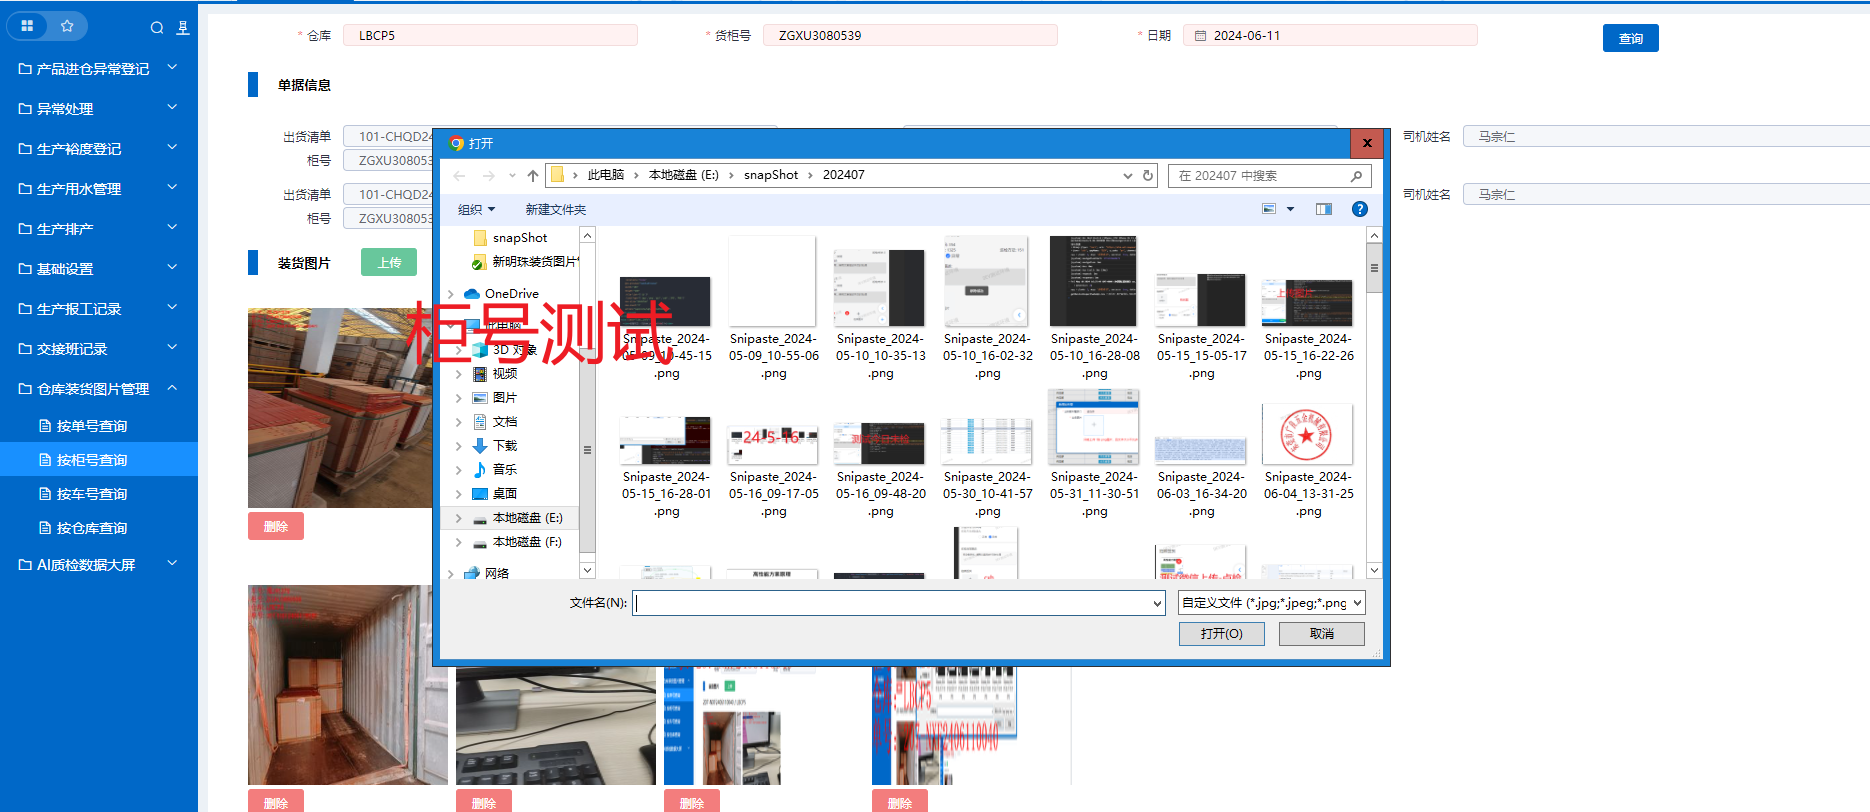 * 仓库 LBCP5 * 货柜号 ZGXU3080539 * 日期 2024-06-11 查询
产品进仓异常登记
异常处理
生产裕度登记
生产用水管理
生产排产
基础设置
生产报工记录
交接班记录
仓库装货图片管理
按单号查询
按柜号查询
按车号查询
按仓库查询
AI质检数据大屏
单据信息
出货清单 101-CHQD24 司机姓名 马宗仁
柜号 ZGXU308053
出货清单 101-CHQD24 司机姓名 马宗仁
柜号 ZGXU308053
装货图片 上传
删除
打开
此电脑 本地磁盘 (E:) snapShot 202407 在 202407 中搜索
组织 新建文件夹
snapShot
新明珠装货图片
OneDrive
此电脑
3D 对象
视频
图片
文档
下载
音乐
桌面
本地磁盘 (E:)
本地磁盘 (F:)
网络
柜号测试
Snipaste_2024-05-09_10-45-15.png
Snipaste_2024-05-09_10-55-06.png
Snipaste_2024-05-10_10-35-13.png
Snipaste_2024-05-10_16-02-32.png
Snipaste_2024-05-10_16-28-08.png
Snipaste_2024-05-15_15-05-17.png
Snipaste_2024-05-15_16-22-26.png
24-5-16
Snipaste_2024-05-15_16-28-01.png
Snipaste_2024-05-16_09-17-05.png
Snipaste_2024-05-16_09-48-20.png
Snipaste_2024-05-30_10-41-57.png
Snipaste_2024-05-31_11-30-51.png
Snipaste_2024-06-03_16-34-20.png
Snipaste_2024-06-04_13-31-25.png
文件名(N): 自定义文件 (*.jpg;*.jpeg;*.png
打开(O) 取消
删除 删除 删除 删除